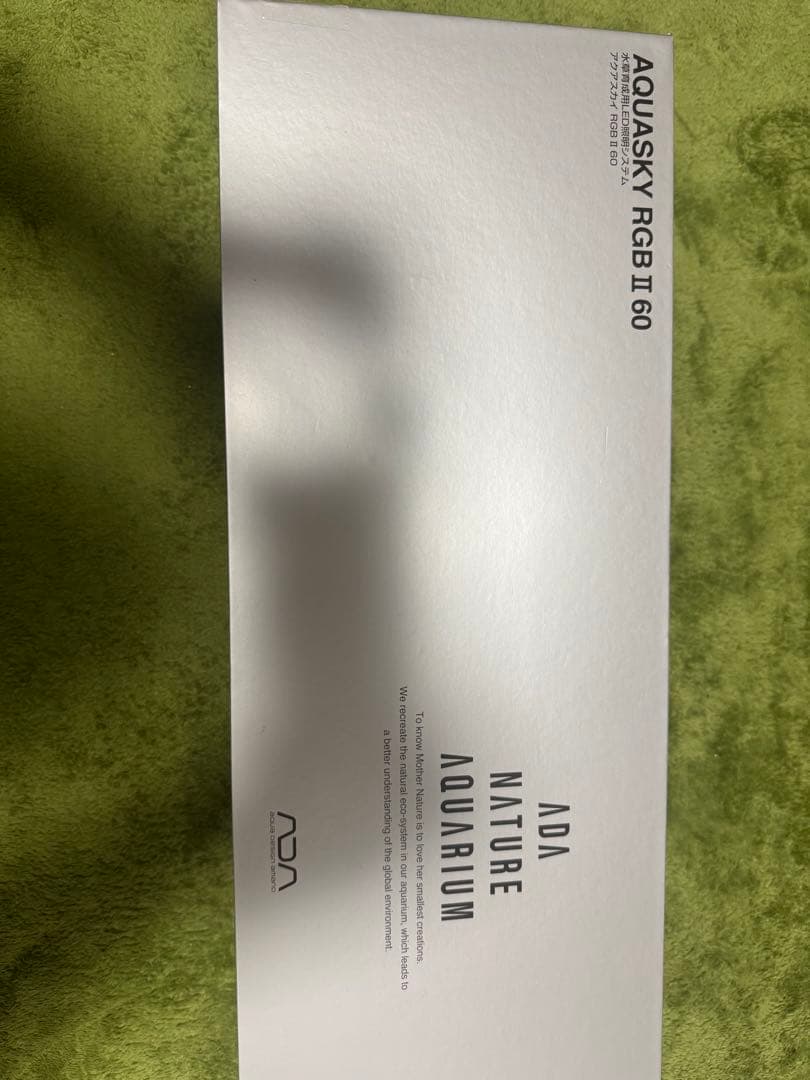 AQUASKY RGB Ⅱ 60
水草育成用LED照明システム
アクアスカイ RGB Ⅱ 60
ADA
NATURE
AQUARIUM
To know Mother Nature is to love her smallest creations.
We recreate the natural eco-system in our aquarium, which leads to
a better understanding of the global environment.
ADA
aqua design amano